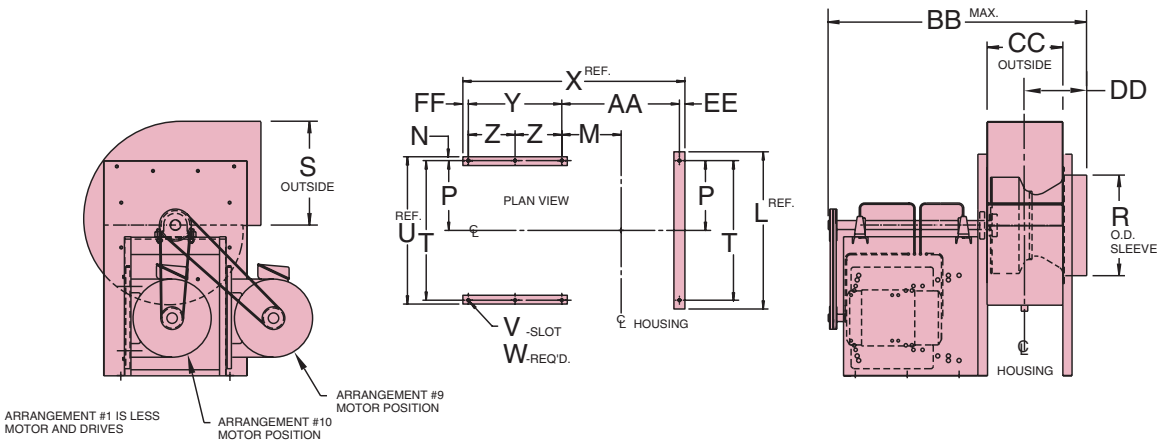 S
OUTSIDE
ARRANGEMENT #1 IS LESS
MOTOR AND DRIVES
ARRANGEMENT #10
MOTOR POSITION
ARRANGEMENT #9
MOTOR POSITION
X REF.
FF
Y
AA
EE
N
Z
Z
M
P
PLAN VIEW
P
L REF.
U REF.
T
℄
T
V -SLOT
W-REQ'D.
℄ HOUSING
BB MAX.
CC
OUTSIDE
DD
R
O.D.
SLEEVE
℄
HOUSING